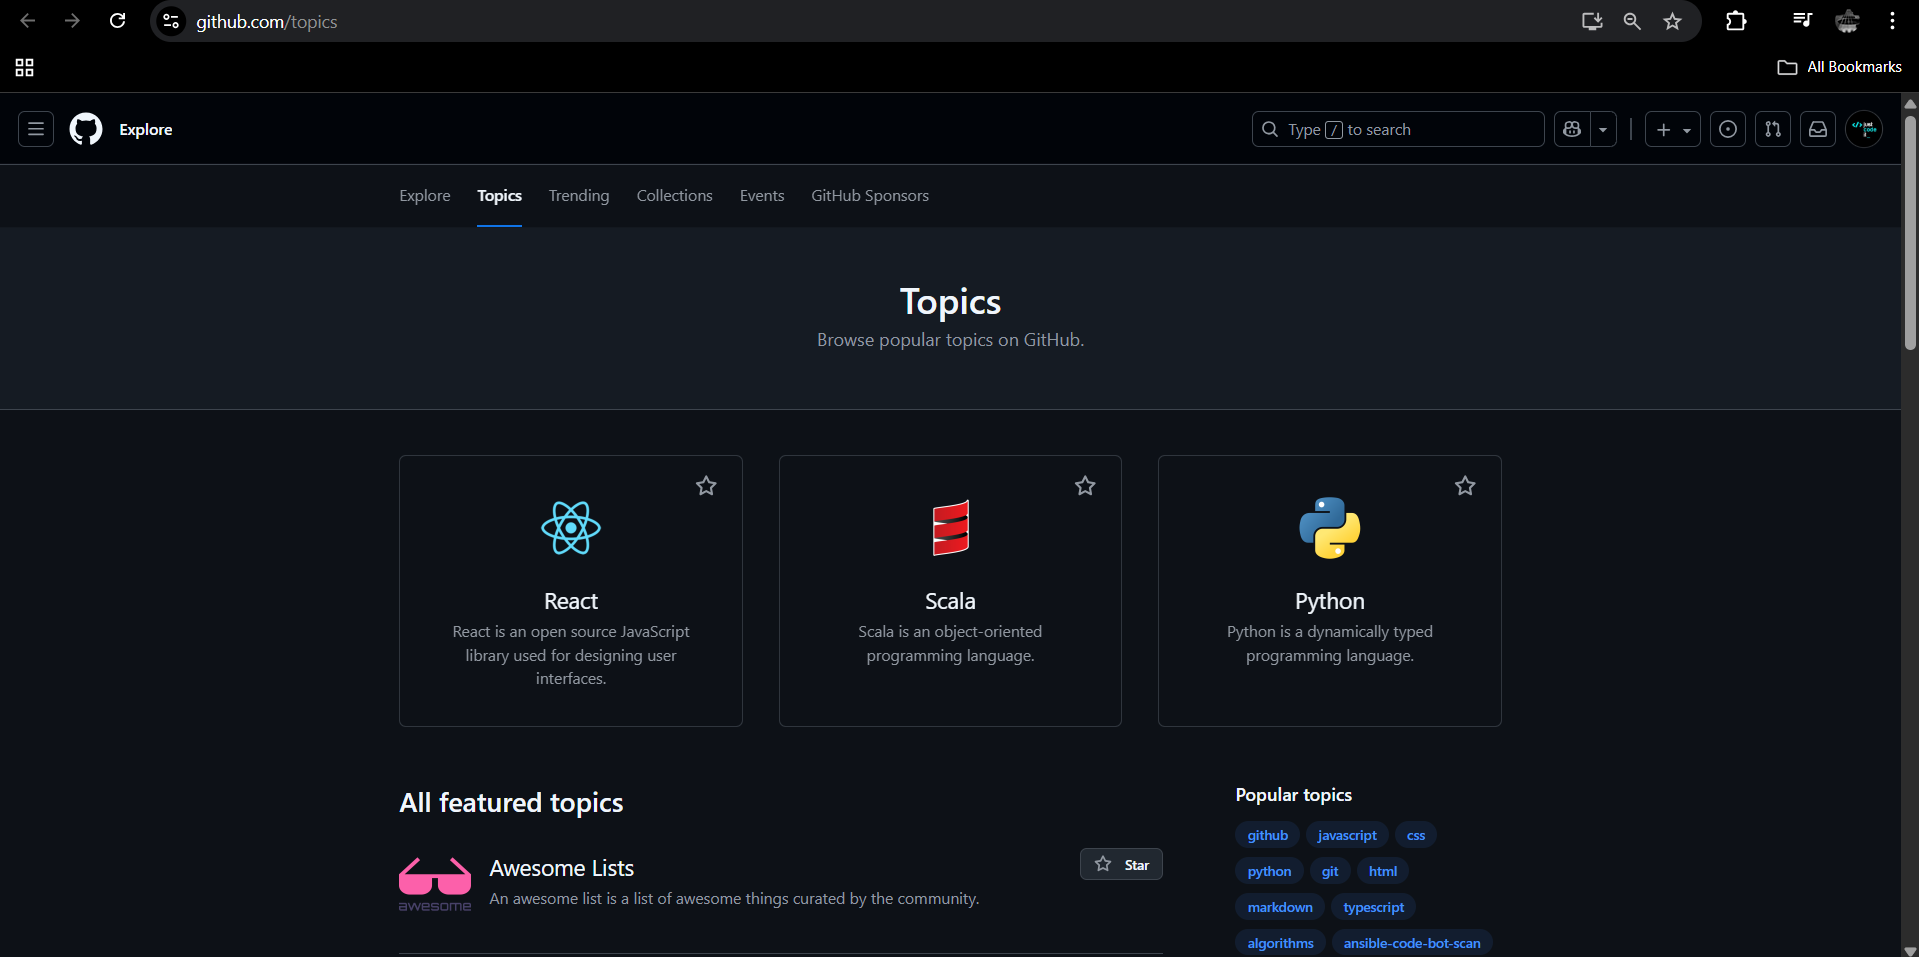 github.com/topics
All Bookmarks
Explore
Type / to search
Explore Topics Trending Collections Events GitHub Sponsors
Topics
Browse popular topics on GitHub.
React
React is an open source JavaScript
library used for designing user
interfaces.
Scala
Scala is an object-oriented
programming language.
Python
Python is a dynamically typed
programming language.
All featured topics
awesome
Awesome Lists
An awesome list is a list of awesome things curated by the community.
Star
Popular topics
github javascript css
python git html
markdown typescript
algorithms ansible-code-bot-scan